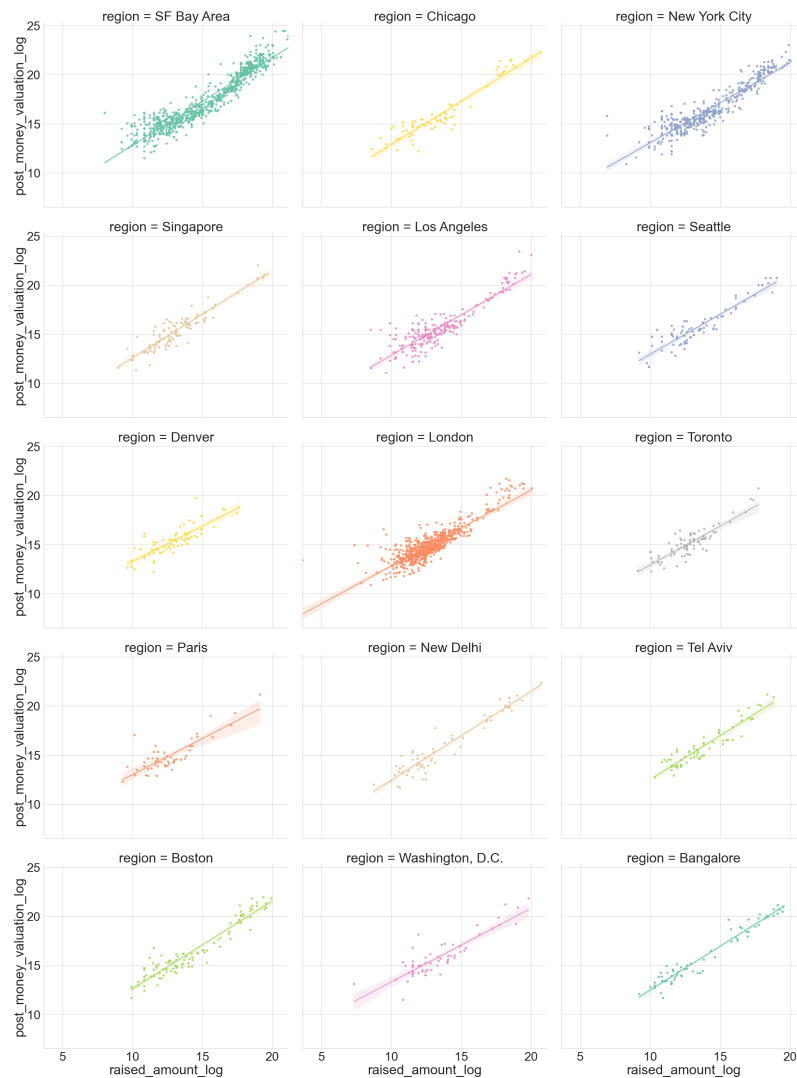 region = SF Bay Area
region = Chicago
region = New York City
post_money_valuation_log
25
20
15
10
region = Singapore
region = Los Angeles
region = Seattle
post_money_valuation_log
25
20
15
10
region = Denver
region = London
region = Toronto
post_money_valuation_log
25
20
15
10
region = Paris
region = New Delhi
region = Tel Aviv
post_money_valuation_log
25
20
15
10
region = Boston
region = Washington, D.C.
region = Bangalore
post_money_valuation_log
25
20
15
10
5 10 15 20 5 10 15 20 5 10 15 20
raised_amount_log raised_amount_log raised_amount_log